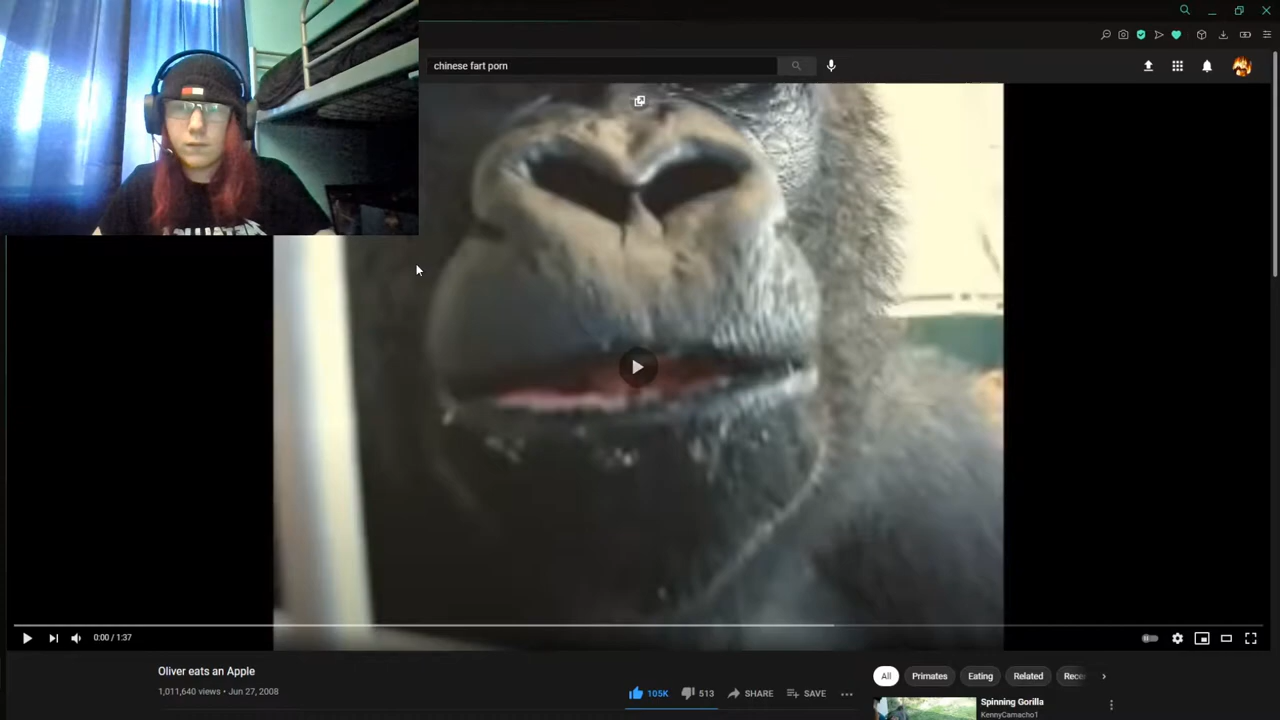 chinese fart porn
0:00 / 1:37
Oliver eats an Apple
1,011,640 views • Jun 27, 2008
105K
513
SHARE
SAVE
All
Primates
Eating
Related
Spinning Gorilla
KennyCamacho1